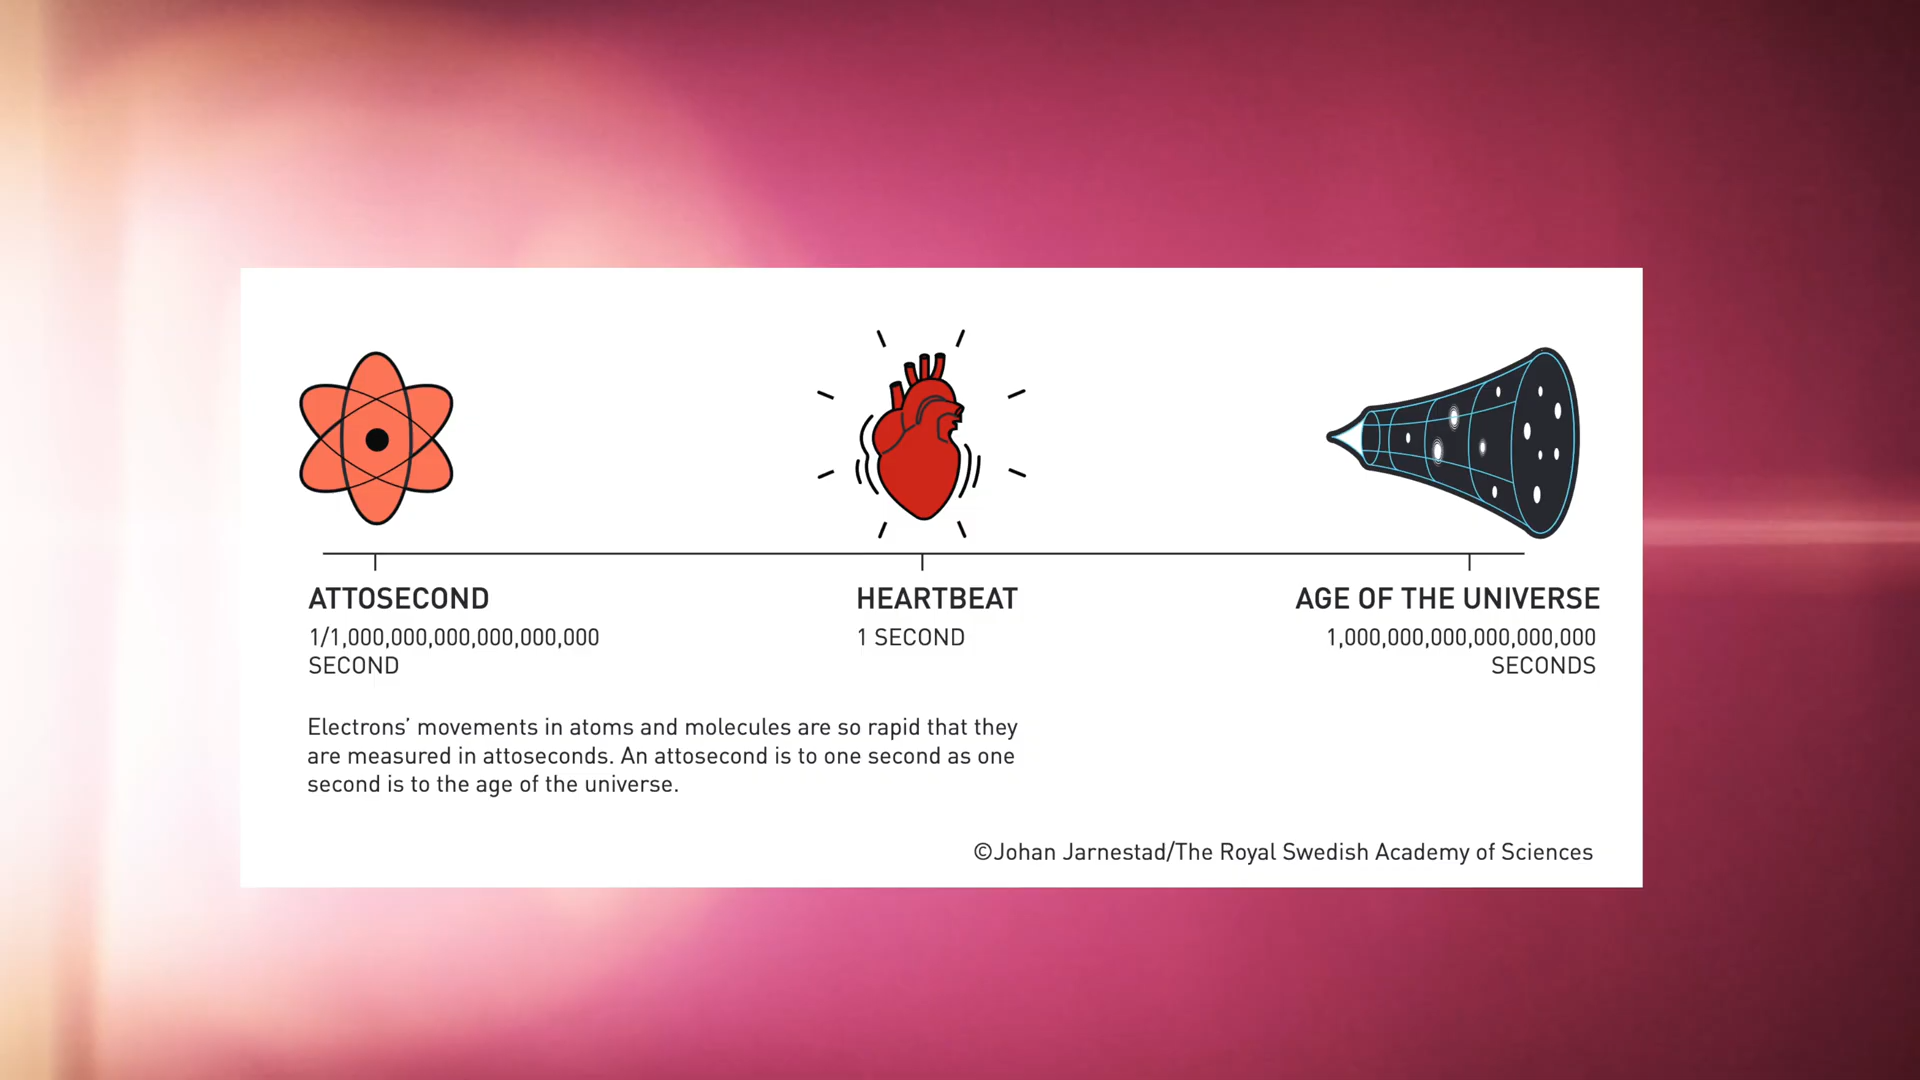 ATTOSECOND
1/1,000,000,000,000,000,000
SECOND
HEARTBEAT
1 SECOND
AGE OF THE UNIVERSE
1,000,000,000,000,000,000
SECONDS
Electrons’ movements in atoms and molecules are so rapid that they
are measured in attoseconds. An attosecond is to one second as one
second is to the age of the universe.
©Johan Jarnestad/The Royal Swedish Academy of Sciences